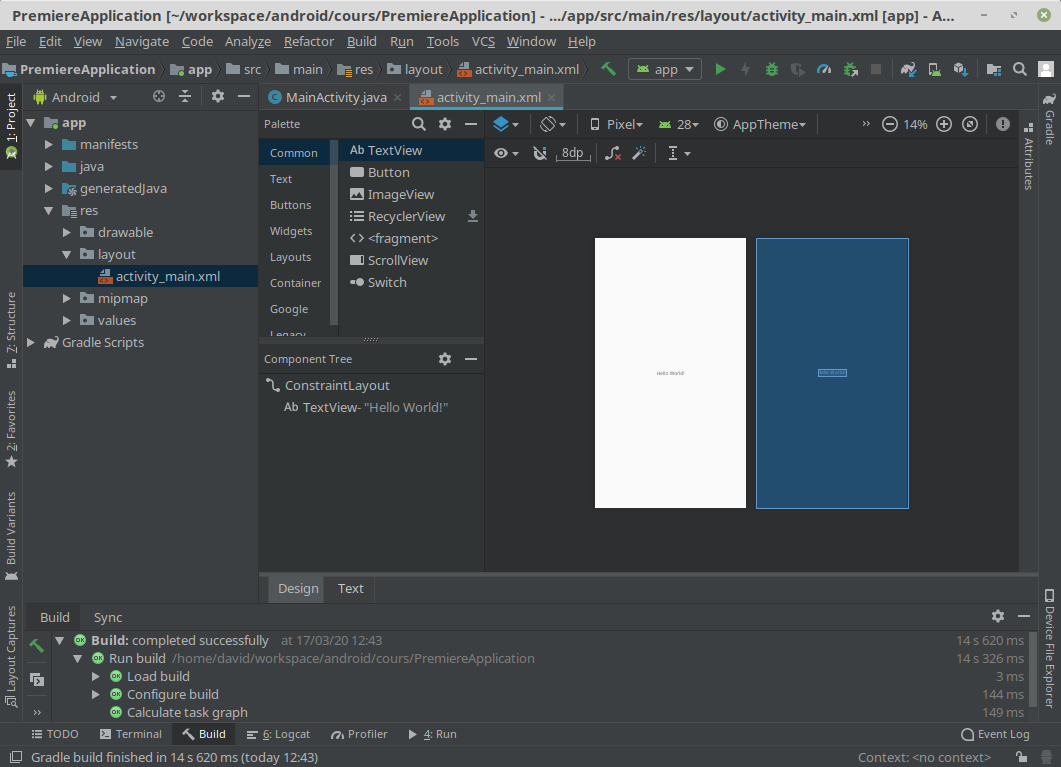 PremiereApplication [~/workspace/android/cours/PremiereApplication] - .../app/src/main/res/layout/activity_main.xml [app] - A...
File Edit View Navigate Code Analyze Refactor Build Run Tools VCS Window Help
PremiereApplication app src main res layout activity_main.xml app
1: Project
Android
MainActivity.java
activity_main.xml
Gradle
app
manifests
java
generatedJava
res
drawable
layout
activity_main.xml
mipmap
values
Gradle Scripts
Palette
Common
Text
Buttons
Widgets
Layouts
Container
Google
Legacy
Ab TextView
Button
ImageView
RecyclerView
<fragment>
ScrollView
Switch
Pixel 28 AppTheme 14%
8dp
Attributes
Component Tree
ConstraintLayout
Ab TextView- "Hello World!"
Hello World!
Hello World!
Design Text
7: Structure
2: Favorites
Build Variants
Layout Captures
Device File Explorer
Build Sync
Build: completed successfully at 17/03/20 12:43 14 s 620 ms
Run build /home/david/workspace/android/cours/PremiereApplication 14 s 326 ms
Load build 3 ms
Configure build 144 ms
Calculate task graph 149 ms
TODO Terminal Build 6: Logcat Profiler 4: Run Event Log
Gradle build finished in 14 s 620 ms (today 12:43) Context: <no context>